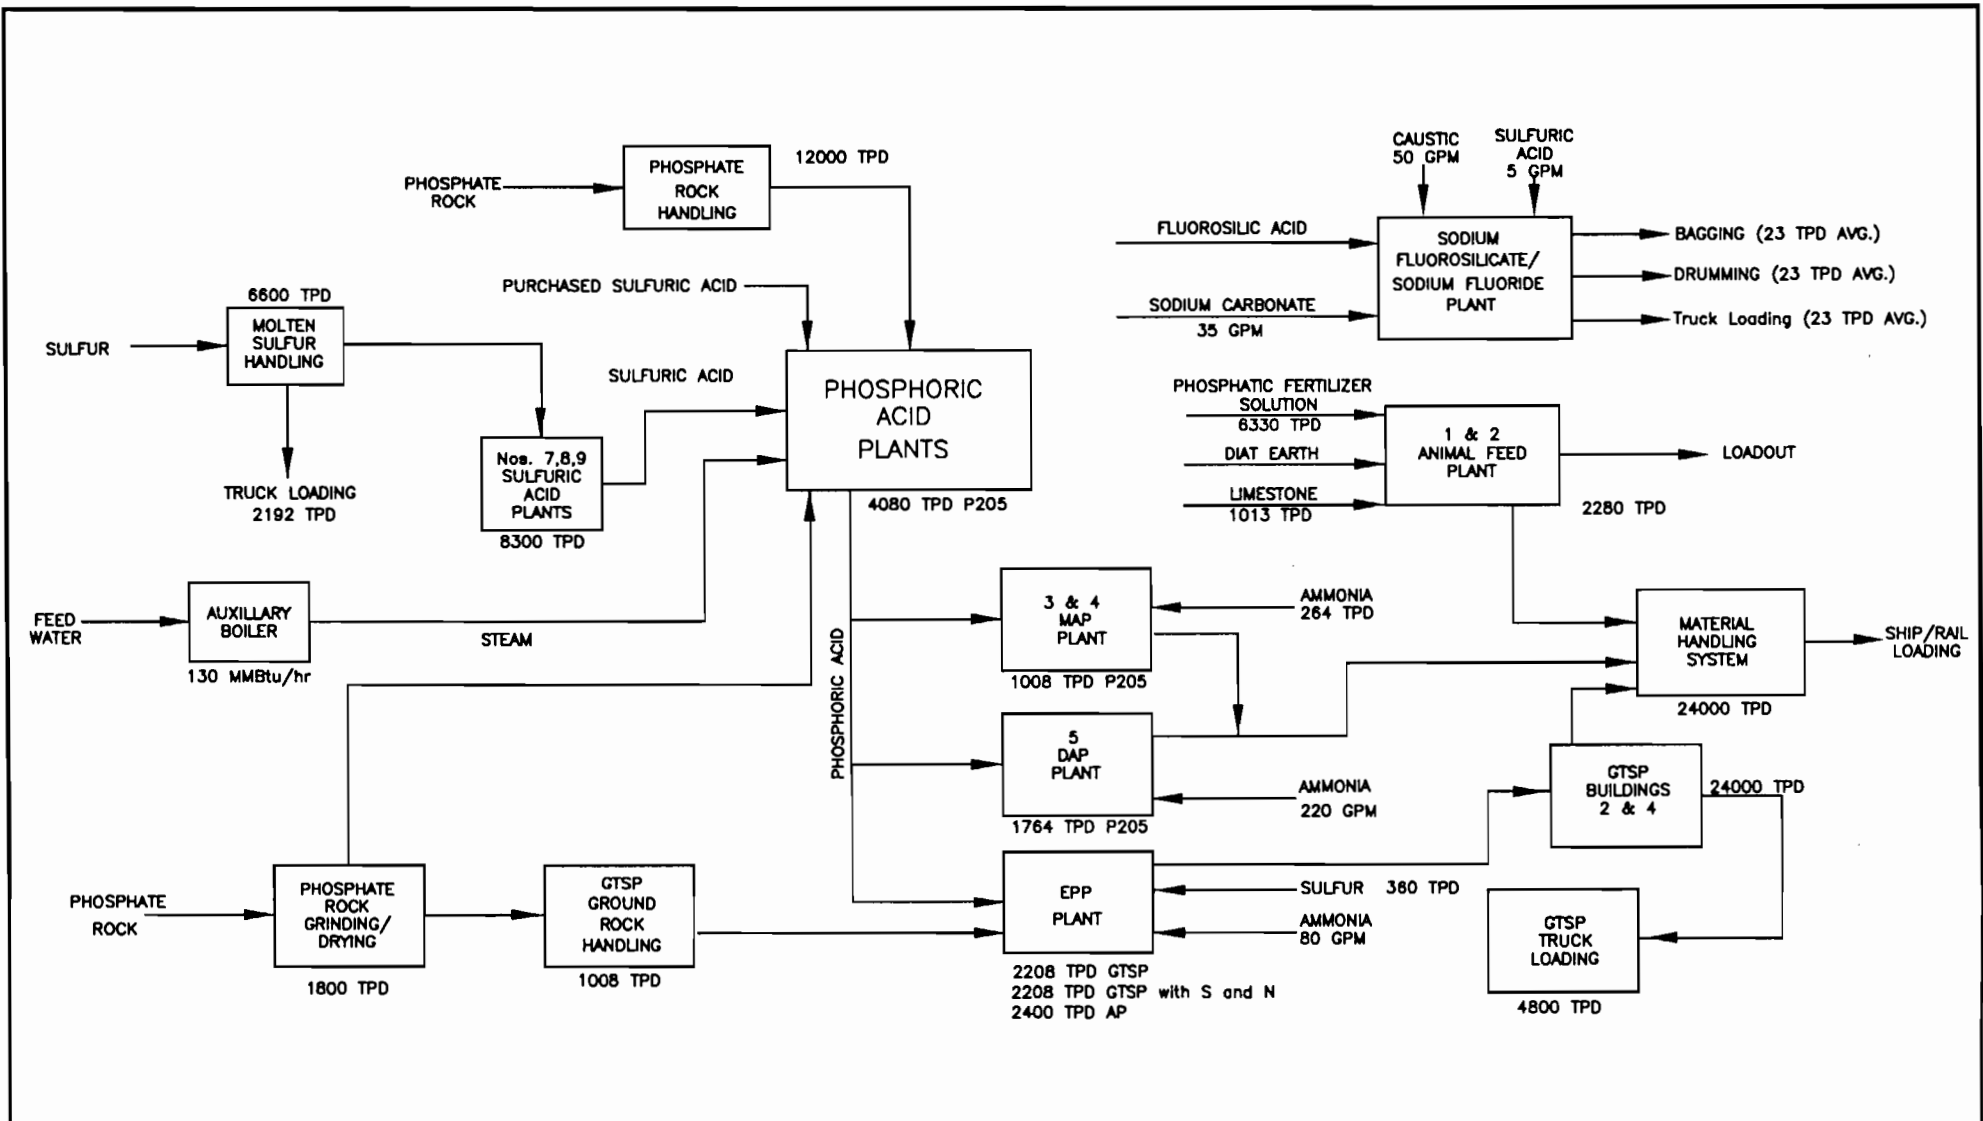 PHOSPHATE
ROCK
PHOSPHATE
ROCK
HANDLING
12000 TPD
PURCHASED SULFURIC ACID
6600 TPD
SULFUR
MOLTEN
SULFUR
HANDLING
TRUCK LOADING
2192 TPD
SULFURIC ACID
Nos. 7,8,9
SULFURIC
ACID
PLANTS
8300 TPD
PHOSPHORIC
ACID
PLANTS
4080 TPD P205
FEED
WATER
AUXILLARY
BOILER
130 MMBtu/hr
STEAM
PHOSPHORIC ACID
PHOSPHATE
ROCK
PHOSPHATE
ROCK
GRINDING/
DRYING
1800 TPD
GTSP
GROUND
ROCK
HANDLING
1008 TPD
CAUSTIC
50 GPM
SULFURIC
ACID
5 GPM
FLUOROSILIC ACID
SODIUM CARBONATE
35 GPM
SODIUM
FLUOROSILICATE/
SODIUM FLUORIDE
PLANT
BAGGING (23 TPD AVG.)
DRUMMING (23 TPD AVG.)
Truck Loading (23 TPD AVG.)
PHOSPHATIC FERTILIZER
SOLUTION
6330 TPD
DIAT EARTH
LIMESTONE
1013 TPD
1 & 2
ANIMAL FEED
PLANT
LOADOUT
2280 TPD
3 & 4
MAP
PLANT
1008 TPD P205
AMMONIA
264 TPD
5
DAP
PLANT
1764 TPD P205
AMMONIA
220 GPM
EPP
PLANT
SULFUR 360 TPD
AMMONIA
80 GPM
2208 TPD GTSP
2208 TPD GTSP with S and N
2400 TPD AP
MATERIAL
HANDLING
SYSTEM
24000 TPD
SHIP/RAIL
LOADING
GTSP
BUILDINGS
2 & 4
24000 TPD
GTSP
TRUCK
LOADING
4800 TPD